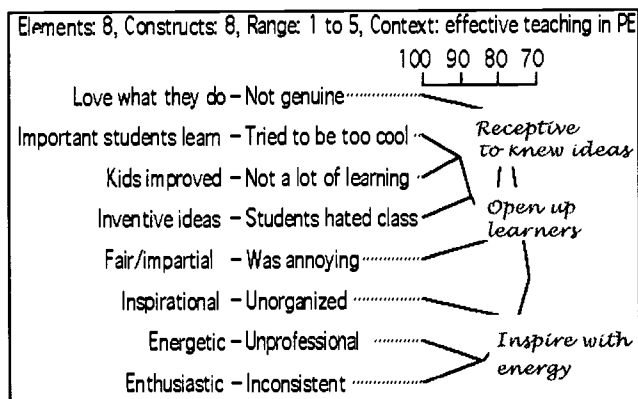 Elements: 8, Constructs: 8, Range: 1 to 5, Context: effective teaching in PE
100 90 80 70
Love what they do – Not genuine
Important students learn – Tried to be too cool
Kids improved – Not a lot of learning
Inventive ideas – Students hated class
Fair/impartial – Was annoying
Inspirational – Unorganized
Energetic – Unprofessional
Enthusiastic – Inconsistent
Receptive
to knew ideas
Open up
learners
Inspire with
energy